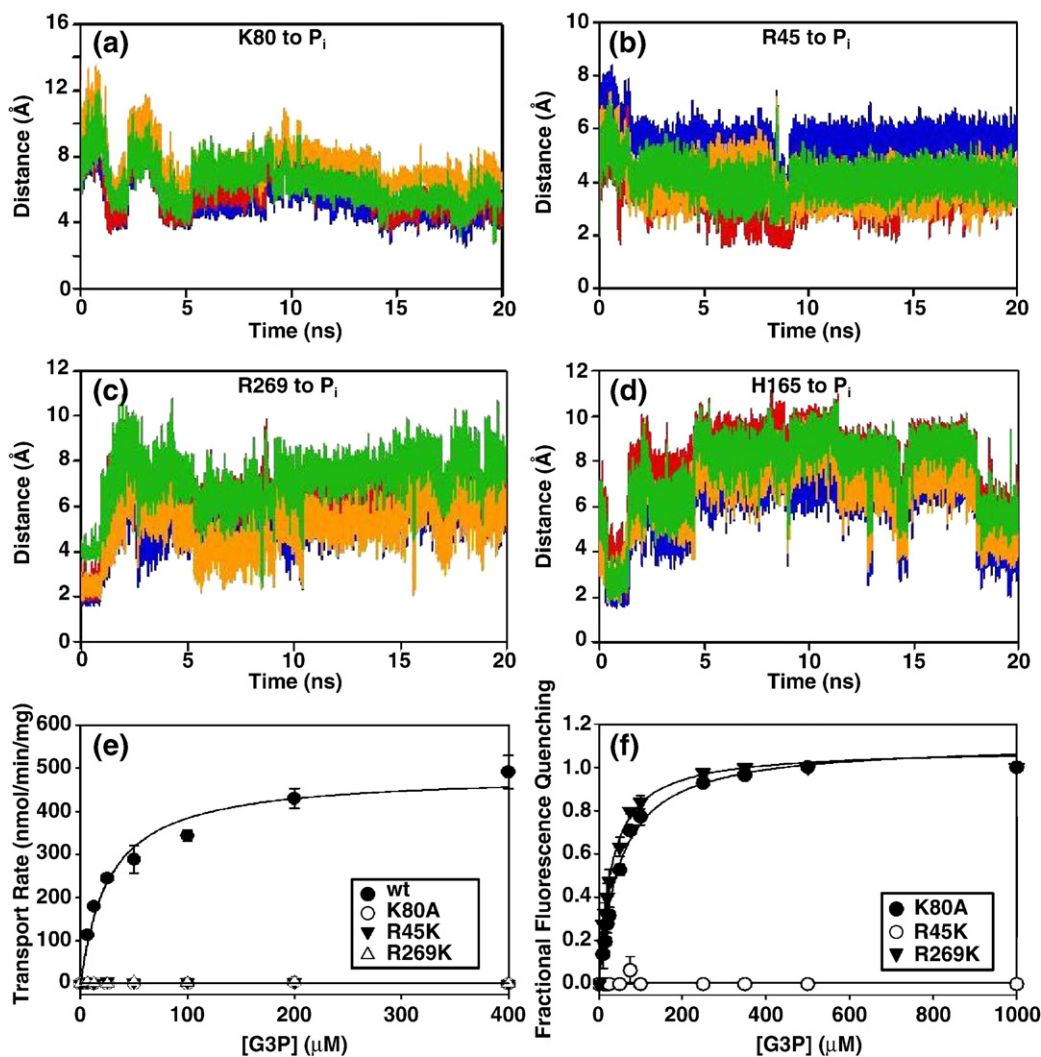 (a) K80 to Pi
Distance (Å)
16
12
8
4
0
0 5 10 15 20
Time (ns)
(b) R45 to Pi
Distance (Å)
10
8
6
4
2
0
0 5 10 15 20
Time (ns)
(c) R269 to Pi
Distance (Å)
12
10
8
6
4
2
0
0 5 10 15 20
Time (ns)
(d) H165 to Pi
Distance (Å)
12
10
8
6
4
2
0
0 5 10 15 20
Time (ns)
(e)
Transport Rate (nmol/min/mg)
600
500
400
300
200
100
0
wt
K80A
R45K
R269K
0 100 200 300 400
[G3P] (μM)
(f)
Fractional Fluorescence Quenching
1.2
1.0
0.8
0.6
0.4
0.2
0.0
K80A
R45K
R269K
0 200 400 600 800 1000
[G3P] (μM)